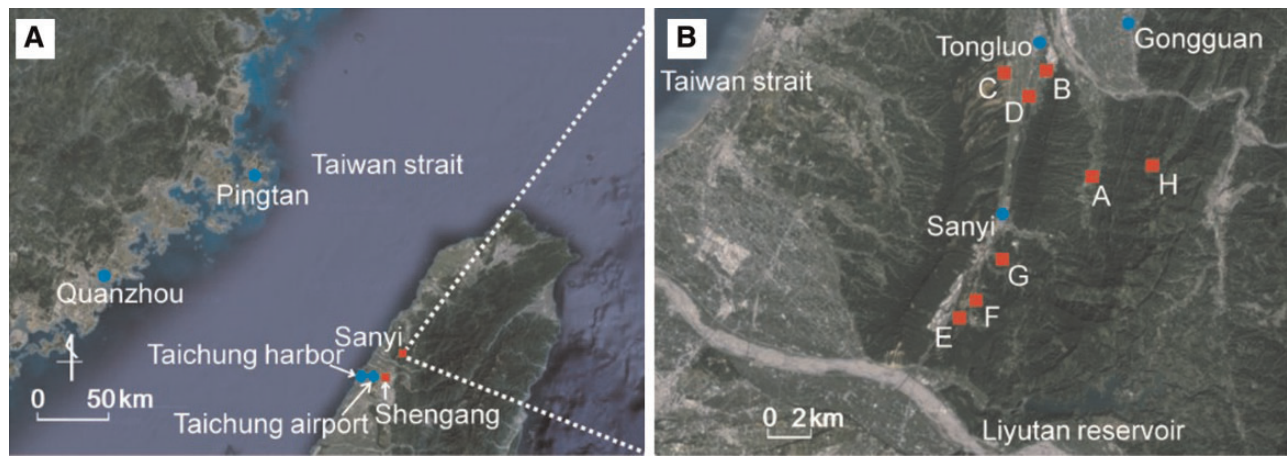 A
Taiwan strait
Pingtan
Quanzhou
Sanyi
Taichung harbor
0 50 km
Taichung airport
Shengang
B
Tongluo
Gongguan
Taiwan strait
C
B
D
A
H
Sanyi
G
F
E
0 2 km
Liyutan reservoir